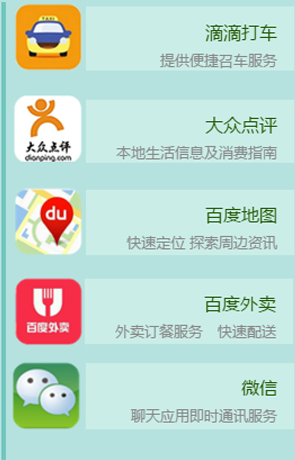 TAXI
滴滴打车
提供便捷召车服务
大众点评
dianping.com
大众点评
本地生活信息及消费指南
du
百度地图
快速定位 探索周边资讯
百度外卖
百度外卖
外卖订餐服务 快速配送
微信
聊天应用即时通讯服务